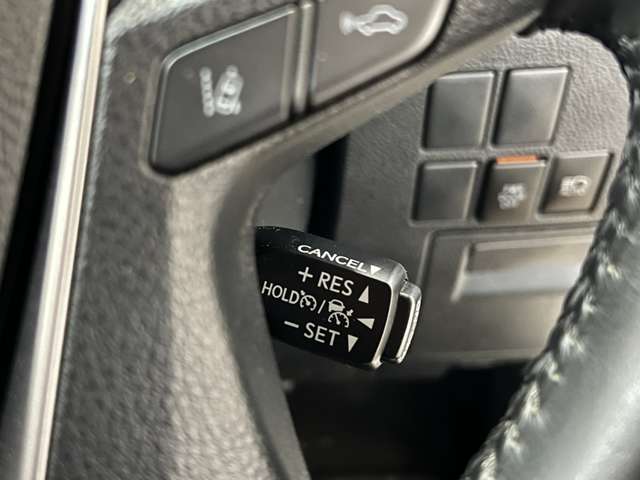 CANCEL▼
+ RES ▲
HOLD / ◀
− SET ▼